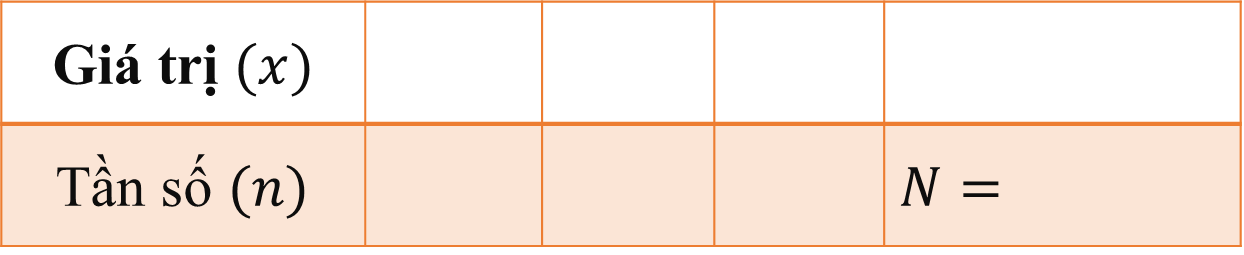 Giá trị (x)
Tần số (n) N =